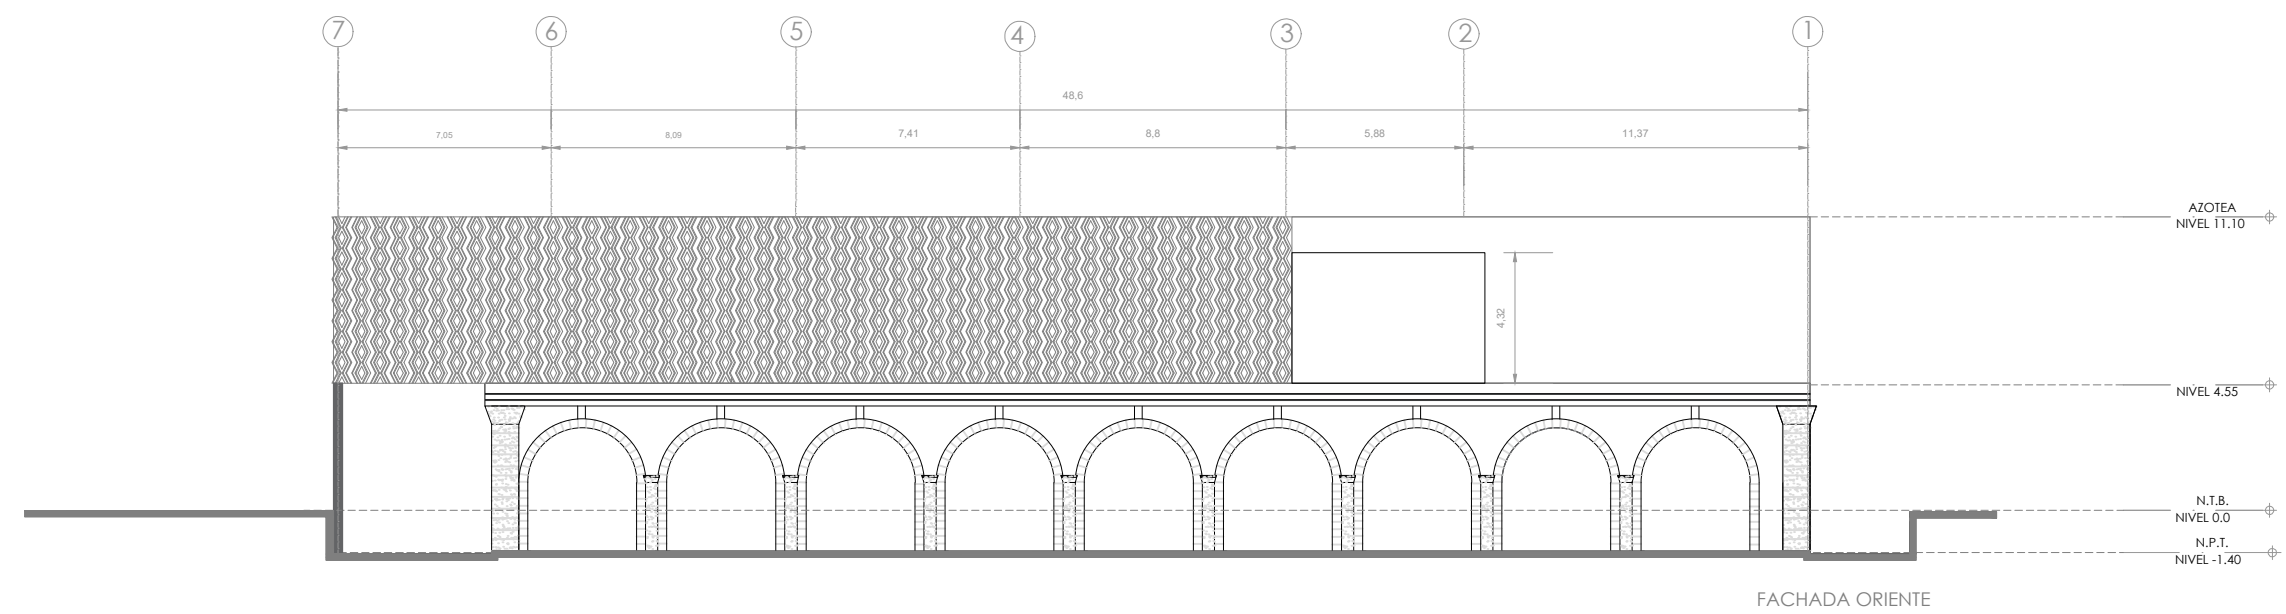 7 6 5 4 3 2 1
48,6
7,05 8,09 7,41 8,8 5,88 11,37
AZOTEA
NIVEL 11.10
4,32
NIVEL 4.55
N.T.B.
NIVEL 0.0
N.P.T.
NIVEL -1.40
FACHADA ORIENTE